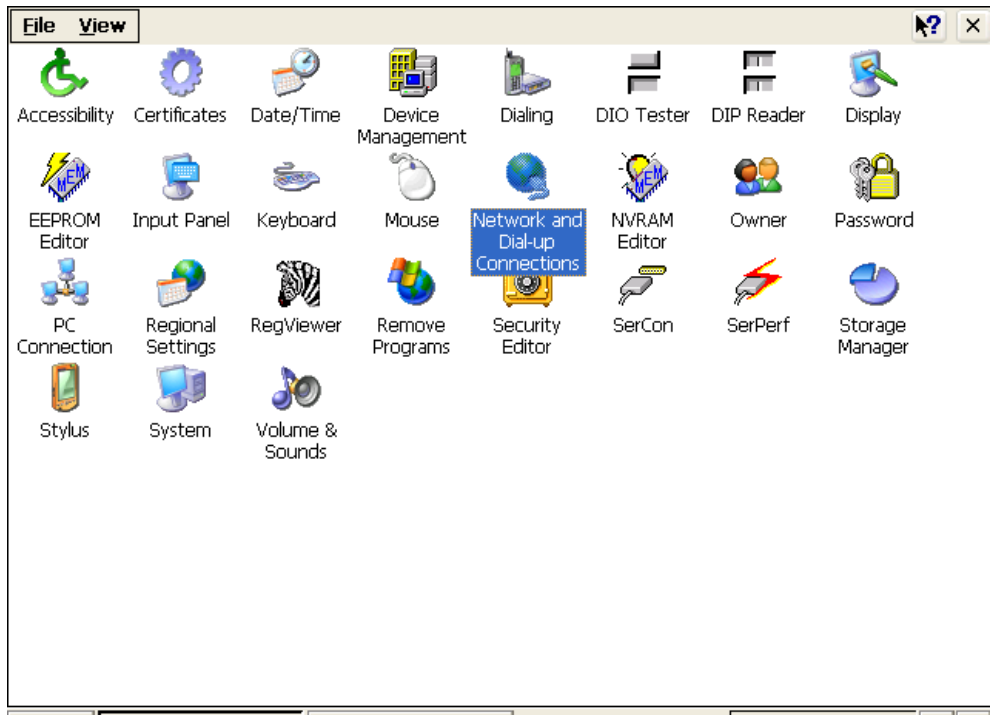 File View
Accessibility Certificates Date/Time Device Management Dialing DIO Tester DIP Reader Display
EEPROM Editor Input Panel Keyboard Mouse Network and Dial-up Connections NVRAM Editor Owner Password
PC Connection Regional Settings RegViewer Remove Programs Security Editor SerCon SerPerf Storage Manager
Stylus System Volume & Sounds